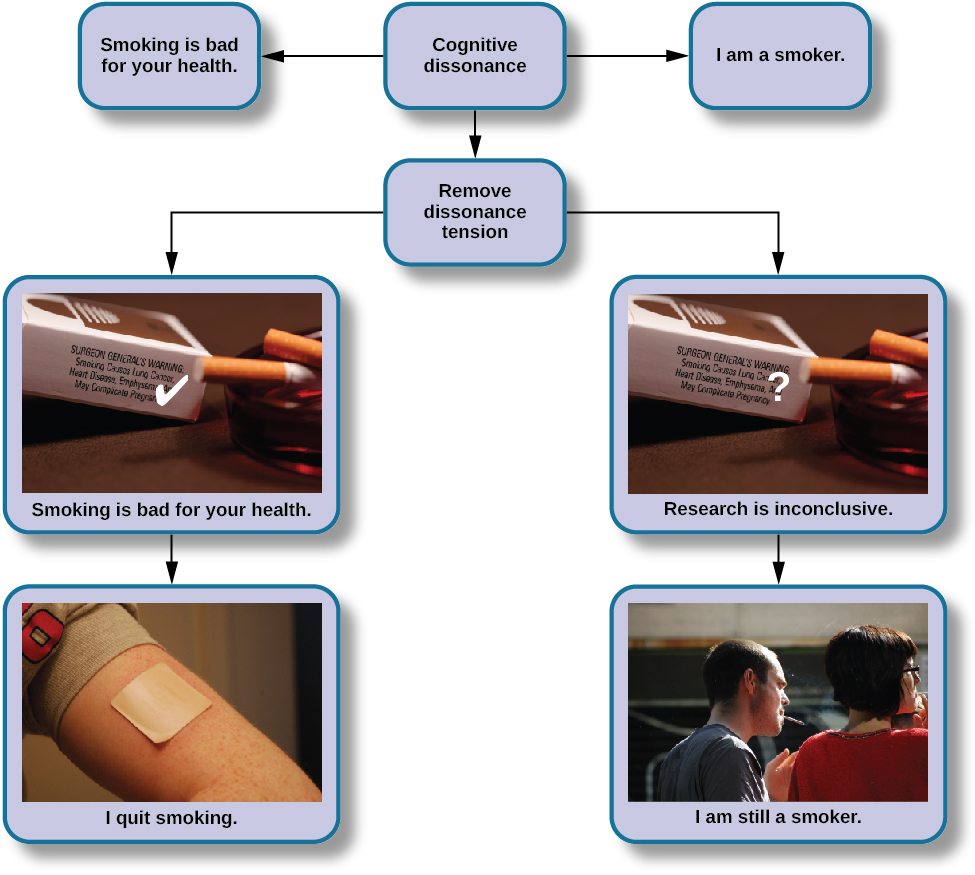 Smoking is bad
for your health.
Cognitive
dissonance
I am a smoker.
Remove
dissonance
tension
SURGEON GENERAL'S WARNING:
Smoking Causes Lung Cancer,
Heart Disease, Emphysema, And
May Complicate Pregnancy.
Smoking is bad for your health.
SURGEON GENERAL'S WARNING:
Smoking Causes Lung Cancer,
Heart Disease, Emphysema, And
May Complicate Pregnancy.
?
Research is inconclusive.
I quit smoking.
I am still a smoker.